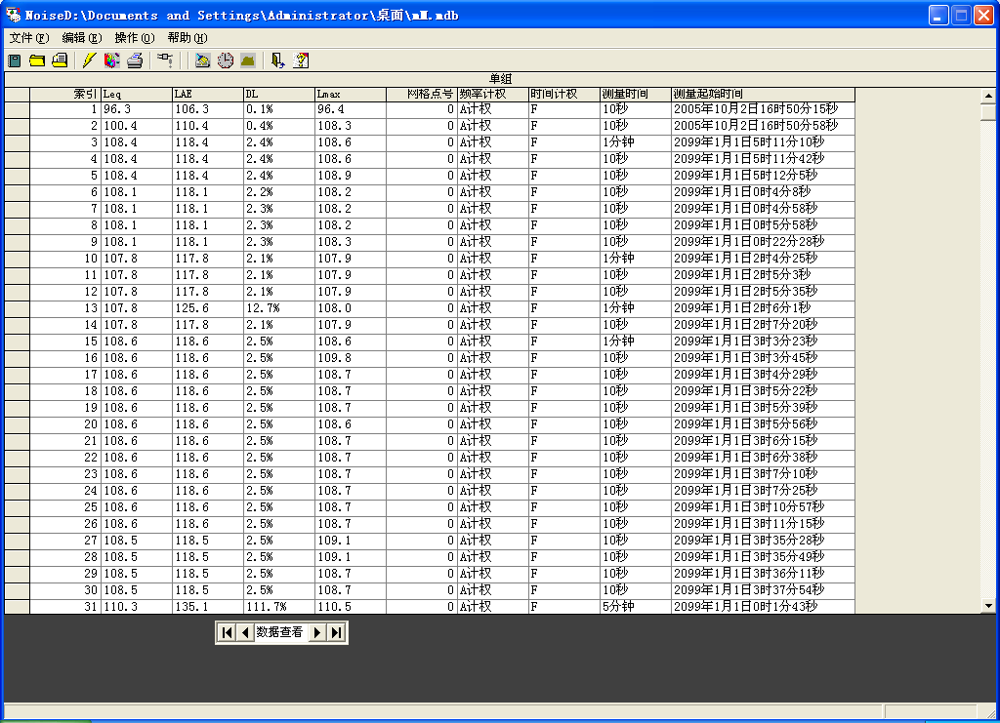 NoiseD:\Documents and Settings\Administrator\桌面\mM.mdb
文件(F) 编辑(E) 操作(O) 帮助(H)
单组
索引 Leq LAE DL Lmax 网格点号 频率计权 时间计权 测量时间 测量起始时间
1 96.3 106.3 0.1% 96.4 0 A计权 F 10秒 2005年10月2日16时50分15秒
2 100.4 110.4 0.4% 108.3 0 A计权 F 10秒 2005年10月2日16时50分58秒
3 108.4 118.4 2.4% 108.6 0 A计权 F 1分钟 2099年1月1日5时11分10秒
4 108.4 118.4 2.4% 108.6 0 A计权 F 10秒 2099年1月1日5时11分42秒
5 108.4 118.4 2.4% 108.9 0 A计权 F 10秒 2099年1月1日5时12分5秒
6 108.1 118.1 2.2% 108.2 0 A计权 F 10秒 2099年1月1日0时4分8秒
7 108.1 118.1 2.3% 108.2 0 A计权 F 10秒 2099年1月1日0时4分58秒
8 108.1 118.1 2.3% 108.2 0 A计权 F 10秒 2099年1月1日0时5分58秒
9 108.1 118.1 2.3% 108.3 0 A计权 F 10秒 2099年1月1日0时22分28秒
10 107.8 117.8 2.1% 107.9 0 A计权 F 1分钟 2099年1月1日2时4分25秒
11 107.8 117.8 2.1% 107.9 0 A计权 F 10秒 2099年1月1日2时5分3秒
12 107.8 117.8 2.1% 107.9 0 A计权 F 10秒 2099年1月1日2时5分35秒
13 107.8 125.6 12.7% 108.0 0 A计权 F 1分钟 2099年1月1日2时6分1秒
14 107.8 117.8 2.1% 107.9 0 A计权 F 10秒 2099年1月1日2时7分20秒
15 108.6 118.6 2.5% 108.6 0 A计权 F 1分钟 2099年1月1日3时3分23秒
16 108.6 118.6 2.5% 109.8 0 A计权 F 10秒 2099年1月1日3时3分45秒
17 108.6 118.6 2.5% 108.7 0 A计权 F 10秒 2099年1月1日3时4分29秒
18 108.6 118.6 2.5% 108.7 0 A计权 F 10秒 2099年1月1日3时5分22秒
19 108.6 118.6 2.5% 108.7 0 A计权 F 10秒 2099年1月1日3时5分39秒
20 108.6 118.6 2.5% 108.6 0 A计权 F 10秒 2099年1月1日3时5分56秒
21 108.6 118.6 2.5% 108.7 0 A计权 F 10秒 2099年1月1日3时6分15秒
22 108.6 118.6 2.5% 108.7 0 A计权 F 10秒 2099年1月1日3时6分38秒
23 108.6 118.6 2.5% 108.7 0 A计权 F 10秒 2099年1月1日3时7分10秒
24 108.6 118.6 2.5% 108.7 0 A计权 F 10秒 2099年1月1日3时7分25秒
25 108.6 118.6 2.5% 108.7 0 A计权 F 10秒 2099年1月1日3时10分57秒
26 108.6 118.6 2.5% 108.7 0 A计权 F 10秒 2099年1月1日3时11分15秒
27 108.5 118.5 2.5% 109.1 0 A计权 F 10秒 2099年1月1日3时35分28秒
28 108.5 118.5 2.5% 109.1 0 A计权 F 10秒 2099年1月1日3时35分49秒
29 108.5 118.5 2.5% 108.7 0 A计权 F 10秒 2099年1月1日3时36分11秒
30 108.5 118.5 2.5% 108.7 0 A计权 F 10秒 2099年1月1日3时37分54秒
31 110.3 135.1 111.7% 110.5 0 A计权 F 5分钟 2099年1月1日0时1分43秒
数据查看